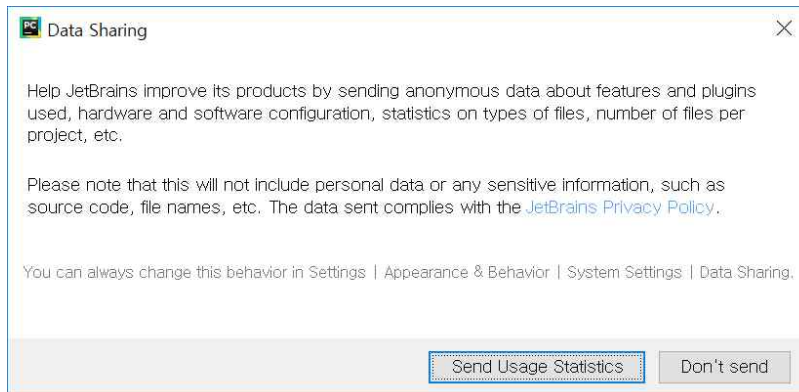 PC Data Sharing
Help JetBrains improve its products by sending anonymous data about features and plugins
used, hardware and software configuration, statistics on types of files, number of files per
project, etc.
Please note that this will not include personal data or any sensitive information, such as
source code, file names, etc. The data sent complies with the JetBrains Privacy Policy.
You can always change this behavior in Settings | Appearance & Behavior | System Settings | Data Sharing.
Send Usage Statistics Don't send